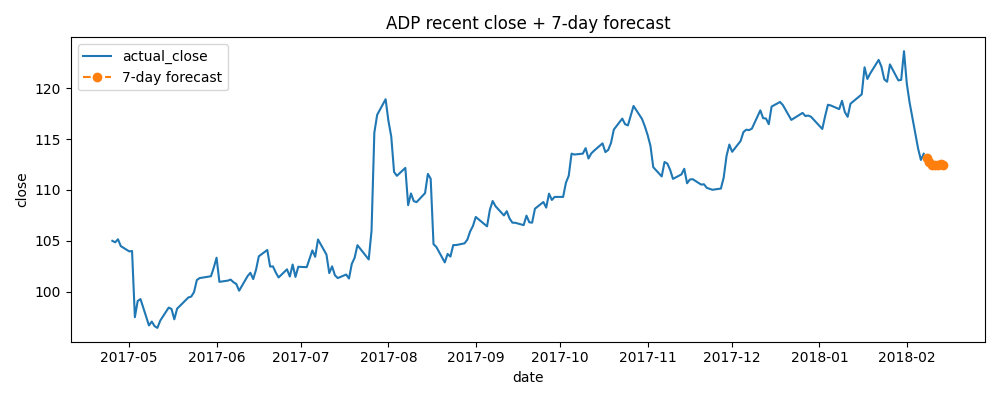 ADP recent close + 7-day forecast
actual_close
7-day forecast
close
120
115
110
105
100
2017-05 2017-06 2017-07 2017-08 2017-09 2017-10 2017-11 2017-12 2018-01 2018-02
date